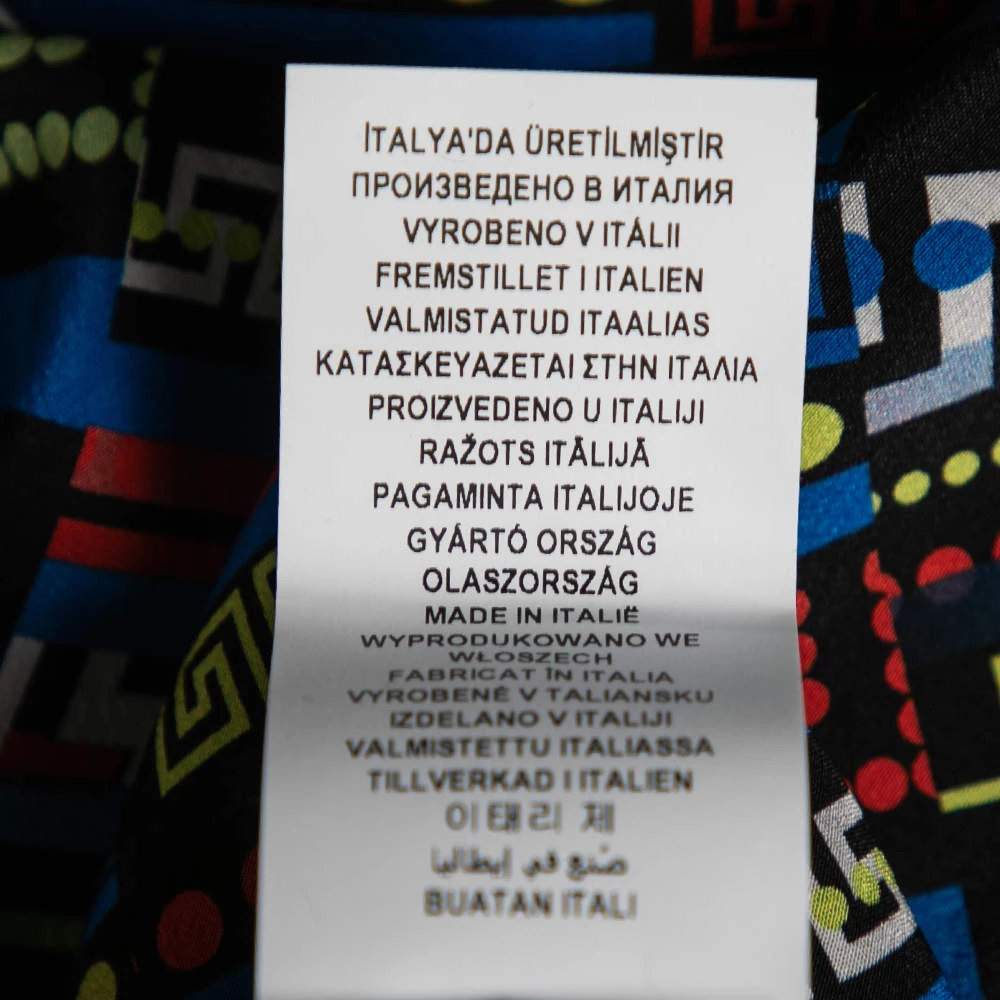 İTALYA'DA ÜRETİLMİŞTİR
ПРОИЗВЕДЕНО В ИТАЛИЯ
VYROBENO V ITÁLII
FREMSTILLET I ITALIEN
VALMISTATUD ITAALIAS
ΚΑΤΑΣΚΕΥΑΖΕΤΑΙ ΣΤΗΝ ΙΤΑΛΙΑ
PROIZVEDENO U ITALIJI
RAŽOTS ITĀLIJĀ
PAGAMINTA ITALIJOJE
GYÁRTÓ ORSZÁG
OLASZORSZÁG
MADE IN ITALIË
WYPRODUKOWANO WE
WŁOSZECH
FABRICAT ÎN ITALIA
VYROBENÉ V TALIANSKU
IZDELANO V ITALIJI
VALMISTETTU ITALIASSA
TILLVERKAD I ITALIEN
이태리 제
صُنع في إيطاليا
BUATAN ITALI